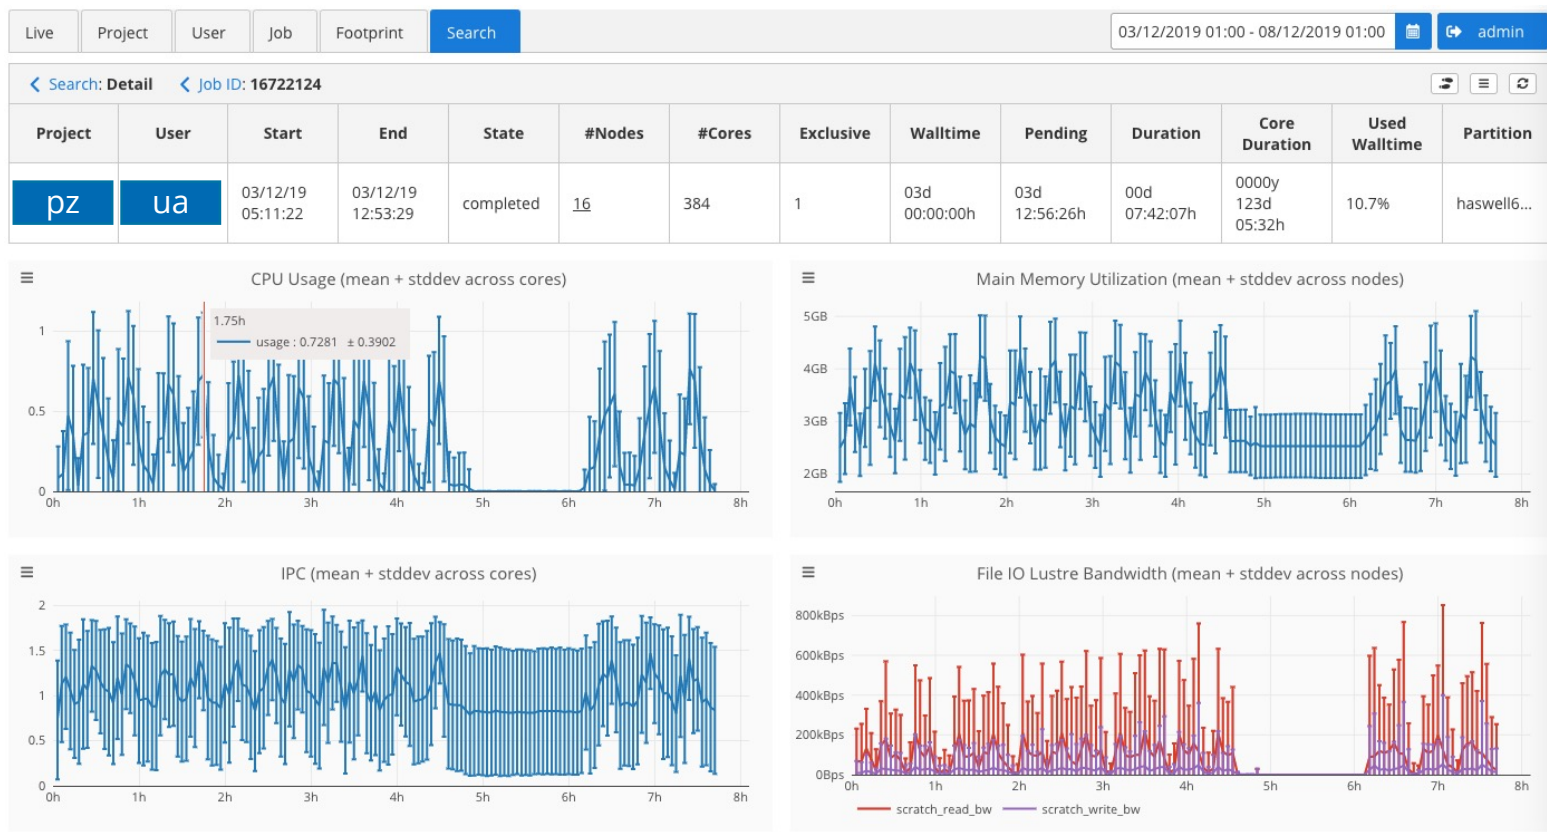 Live Project User Job Footprint Search 03/12/2019 01:00 - 08/12/2019 01:00 admin
Search: Detail Job ID: 16722124
Project User Start End State #Nodes #Cores Exclusive Walltime Pending Duration Core Duration Used Walltime Partition
pz ua 03/12/19 05:11:22 03/12/19 12:53:29 completed 16 384 1 03d 00:00:00h 03d 12:56:26h 00d 07:42:07h 0000y 123d 05:32h 10.7% haswell6...
CPU Usage (mean + stddev across cores)
1.75h
usage : 0.7281 ± 0.3902
1
0.5
0
0h 1h 2h 3h 4h 5h 6h 7h 8h
Main Memory Utilization (mean + stddev across nodes)
5GB
4GB
3GB
2GB
0h 1h 2h 3h 4h 5h 6h 7h 8h
IPC (mean + stddev across cores)
2
1.5
1
0.5
0
0h 1h 2h 3h 4h 5h 6h 7h 8h
File IO Lustre Bandwidth (mean + stddev across nodes)
800kBps
600kBps
400kBps
200kBps
0Bps
0h 1h 2h 3h 4h 5h 6h 7h 8h
scratch_read_bw scratch_write_bw